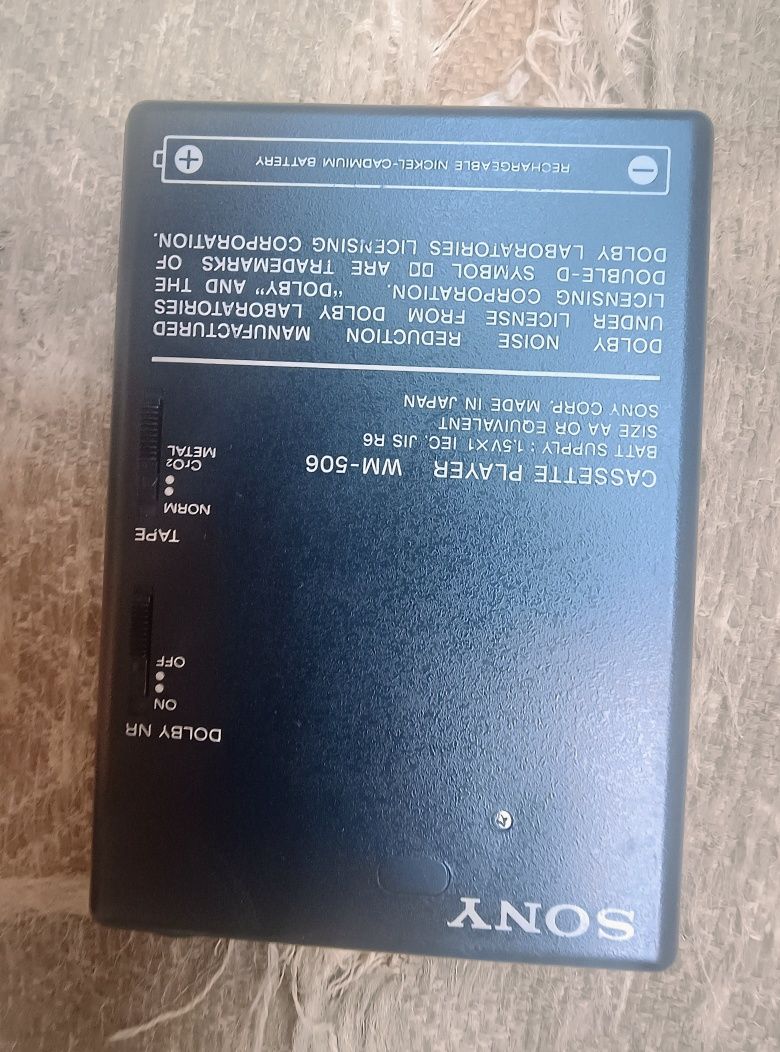 SONY
DOLBY NR
ON
OFF
TAPE
NORM
CrO₂
METAL
CASSETTE PLAYER WM-506
BATT SUPPLY : 1.5V×1 IEC, JIS R6
SIZE AA OR EQUIVALENT
SONY CORP. MADE IN JAPAN
DOLBY NOISE REDUCTION MANUFACTURED
UNDER LICENSE FROM DOLBY LABORATORIES
LICENSING CORPORATION. "DOLBY" AND THE
DOUBLE-D SYMBOL DD ARE TRADEMARKS OF
DOLBY LABORATORIES LICENSING CORPORATION.
RECHARGEABLE NICKEL-CADMIUM BATTERY